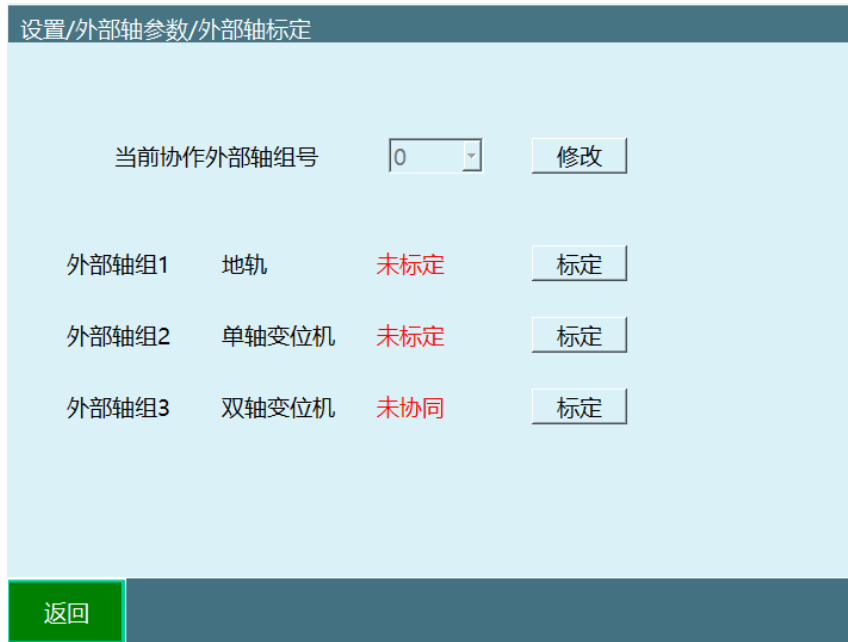 设置/外部轴参数/外部轴标定
当前协作外部轴组号 0 修改
外部轴组1 地轨 未标定 标定
外部轴组2 单轴变位机 未标定 标定
外部轴组3 双轴变位机 未协同 标定
返回